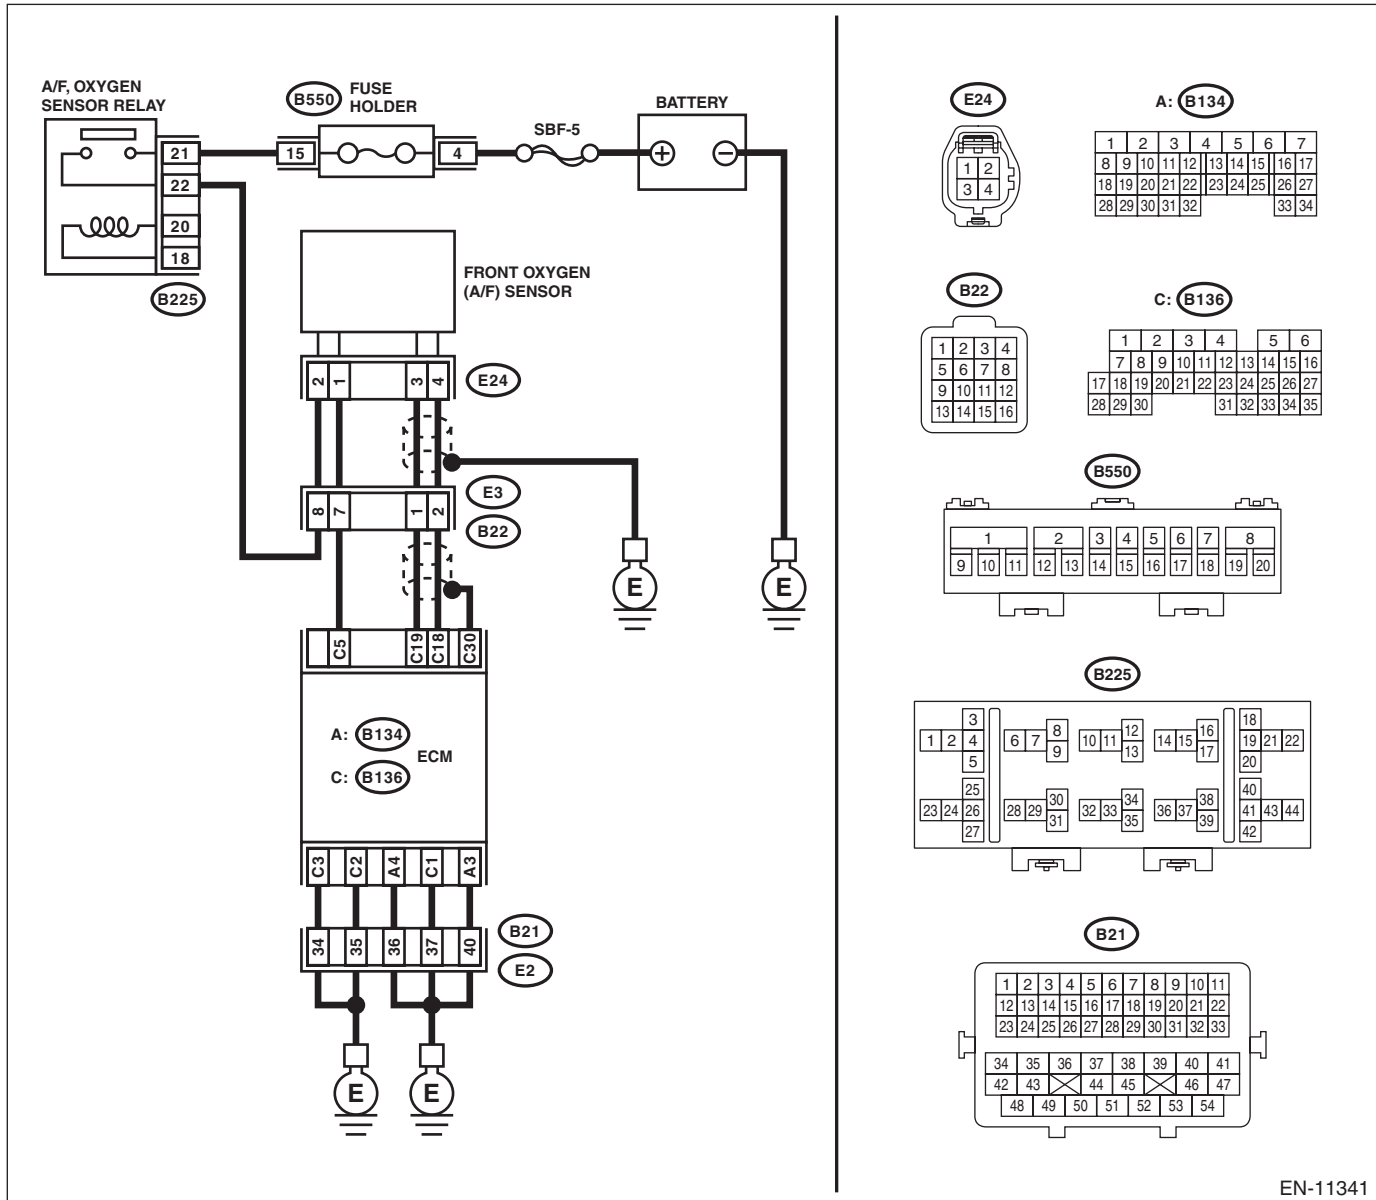 A/F, OXYGEN
SENSOR RELAY
B550
FUSE
HOLDER
SBF-5
BATTERY
21
15
4
+
−
22
20
18
B225
FRONT OXYGEN
(A/F) SENSOR
2 1 3 4
E24
8 7 1 2
E3
B22
E
E
C5 C19 C18 C30
A: B134
ECM
C: B136
C3 C2 A4 C1 A3
34 35 36 37 40
B21
E2
E
E
E24
1 2
3 4
A: B134
1 2 3 4 5 6 7
8 9 10 11 12 13 14 15 16 17
18 19 20 21 22 23 24 25 26 27
28 29 30 31 32 33 34
B22
1 2 3 4
5 6 7 8
9 10 11 12
13 14 15 16
C: B136
1 2 3 4 5 6
7 8 9 10 11 12 13 14 15 16
17 18 19 20 21 22 23 24 25 26 27
28 29 30 31 32 33 34 35
B550
1 2 3 4 5 6 7 8
9 10 11 12 13 14 15 16 17 18 19 20
B225
3 8 12 16 18
1 2 4 6 7 9 10 11 13 14 15 17 19 21 22
5 20
25 30 34 38 40
23 24 26 28 29 31 32 33 35 36 37 39 41 43 44
27 42
B21
1 2 3 4 5 6 7 8 9 10 11
12 13 14 15 16 17 18 19 20 21 22
23 24 25 26 27 28 29 30 31 32 33
34 35 36 37 38 39 40 41
42 43 44 45 46 47
48 49 50 51 52 53 54
EN-11341